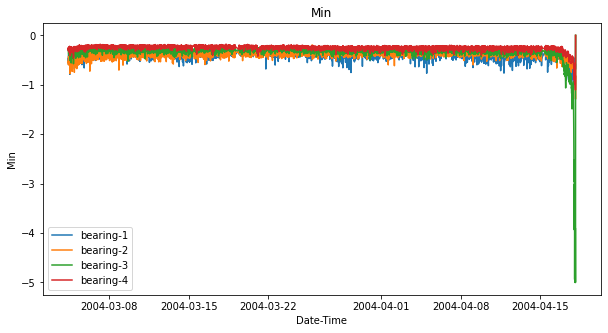 Min
0
−1
−2
−3
−4
−5
Min
bearing-1
bearing-2
bearing-3
bearing-4
2004-03-08
2004-03-15
2004-03-22
2004-04-01
2004-04-08
2004-04-15
Date-Time